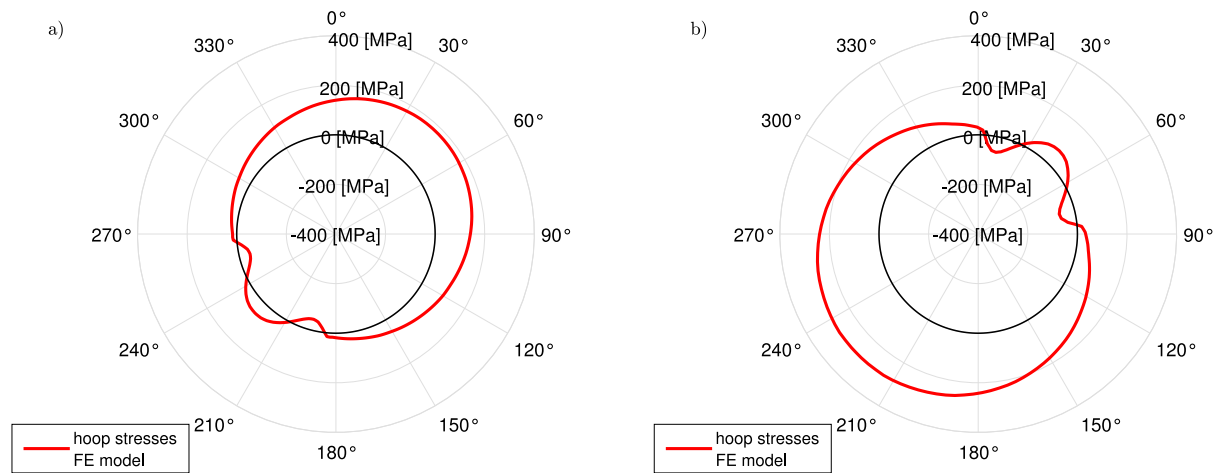 a)
0°
400 [MPa]
330°
30°
200 [MPa]
300°
60°
0 [MPa]
-200 [MPa]
270°
-400 [MPa]
90°
240°
120°
210°
150°
180°
hoop stresses
FE model
b)
0°
400 [MPa]
330°
30°
200 [MPa]
300°
60°
0 [MPa]
-200 [MPa]
270°
-400 [MPa]
90°
240°
120°
210°
150°
180°
hoop stresses
FE model